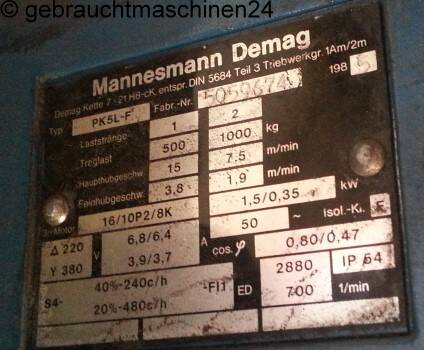 © gebrauchtmaschinen24
Mannesmann Demag
Demag Kette 7·21 H8-cK, entspr. DIN 5684 Teil 3 Triebwerkgr. 1Am/2m
Typ PK5L-F Fabr.-Nr. 198 5
Laststränge 1 2
Traglast 500 1000 kg
Haupthubgeschw. 15 7,5 m/min
Feinhubgeschw. 3,8 1,9 m/min
3~Motor 16/10P2/8K 1,5/0,35 kW
Δ 220 V 6,8/6,4 A 50 ~ Isol.-Kl. F
Y 380 3,9/3,7 cos φ 0,80/0,47
S4- 40%-240c/h -FI1 ED 2880 IP 54
20%-480c/h 700 1/min